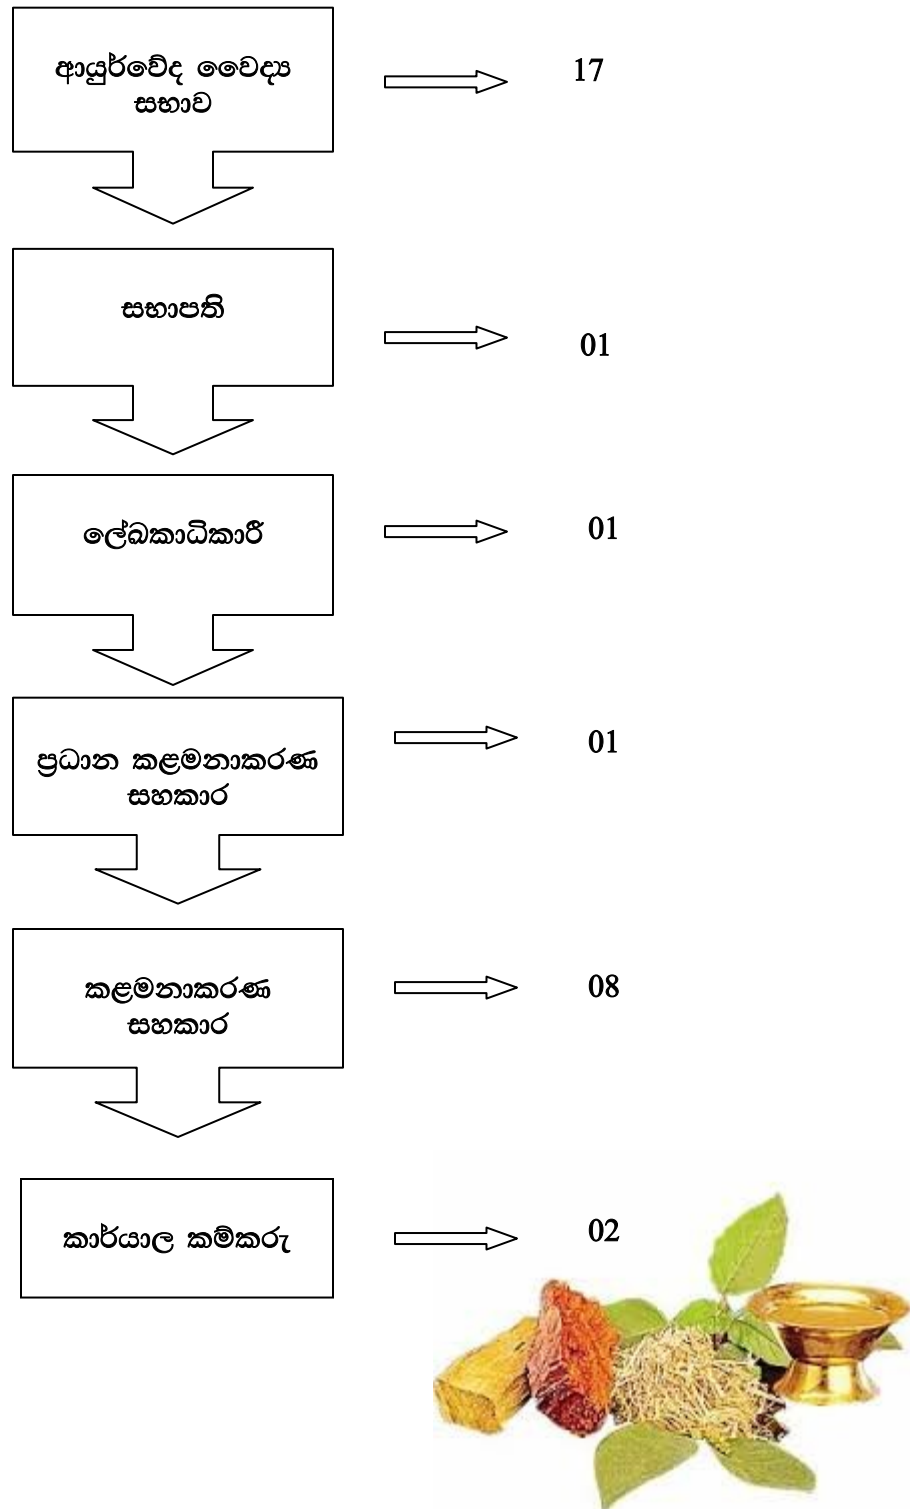 ආයුර්වේද වෛද්‍ය
සභාව
17
සභාපති
01
ලේඛකාධිකාරී
01
ප්‍රධාන කළමනාකරණ
සහකාර
01
කළමනාකරණ
සහකාර
08
කාර්යාල කම්කරු
02